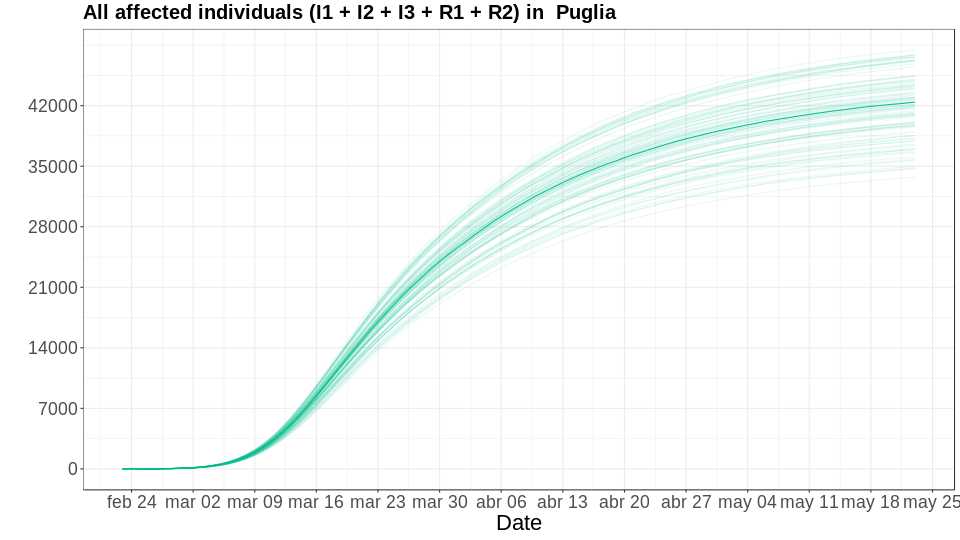 All affected individuals (I1 + I2 + I3 + R1 + R2) in  Puglia
42000
35000
28000
21000
14000
7000
0
feb 24 mar 02 mar 09 mar 16 mar 23 mar 30 abr 06 abr 13 abr 20 abr 27 may 04 may 11 may 18 may 25
Date